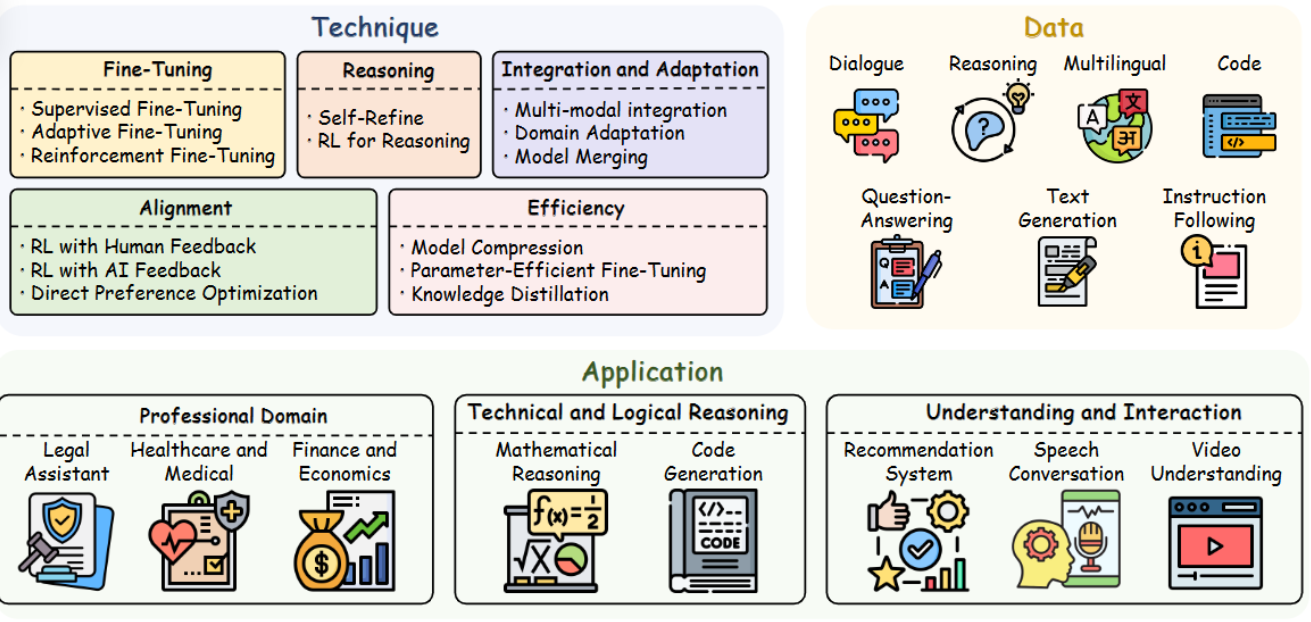 Technique
Fine-Tuning
· Supervised Fine-Tuning
· Adaptive Fine-Tuning
· Reinforcement Fine-Tuning
Reasoning
· Self-Refine
· RL for Reasoning
Integration and Adaptation
· Multi-modal integration
· Domain Adaptation
· Model Merging
Alignment
· RL with Human Feedback
· RL with AI Feedback
· Direct Preference Optimization
Efficiency
· Model Compression
· Parameter-Efficient Fine-Tuning
· Knowledge Distillation
Data
Dialogue
Reasoning
?
Multilingual
A
文
अ
Code
</>
Question-
Answering
Q
A
Text
Generation
Instruction
Following
i
Application
Professional Domain
Legal
Assistant
Healthcare and
Medical
Finance and
Economics
$
Technical and Logical Reasoning
Mathematical
Reasoning
f(x)=1/2
√X
Code
Generation
</>--
CODE
Understanding and Interaction
Recommendation
System
Speech
Conversation
Video
Understanding